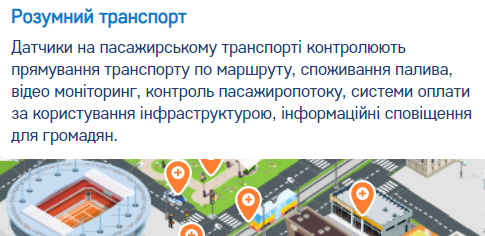 Розумний транспорт
Датчики на пасажирському транспорті контролюють
прямування транспорту по маршруту, споживання палива,
відео моніторинг, контроль пасажиропотоку, системи оплати
за користування інфраструктурою, інформаційні сповіщення
для громадян.